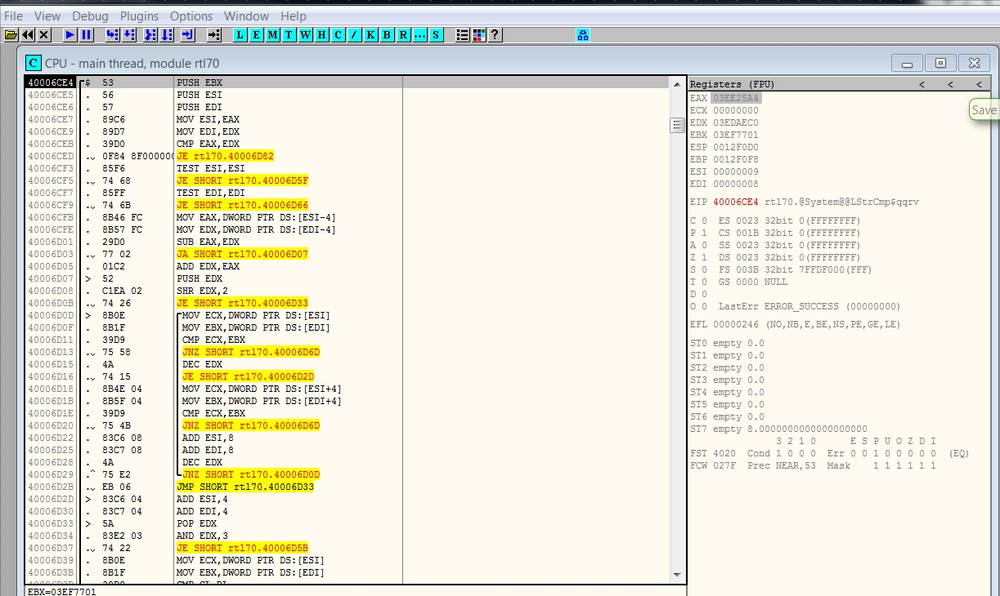 File View Debug Plugins Options Window Help
L E M T W H C / K B R ... S ?
C CPU - main thread, module rtl70
40006CE4 $ 53 PUSH EBX
40006CE5 . 56 PUSH ESI
40006CE6 . 57 PUSH EDI
40006CE7 . 89C6 MOV ESI,EAX
40006CE9 . 89D7 MOV EDI,EDX
40006CEB . 39D0 CMP EAX,EDX
40006CED .v 0F84 8F000000 JE rtl70.40006D82
40006CF3 . 85F6 TEST ESI,ESI
40006CF5 .v 74 68 JE SHORT rtl70.40006D5F
40006CF7 . 85FF TEST EDI,EDI
40006CF9 .v 74 6B JE SHORT rtl70.40006D66
40006CFB . 8B46 FC MOV EAX,DWORD PTR DS:[ESI-4]
40006CFE . 8B57 FC MOV EDX,DWORD PTR DS:[EDI-4]
40006D01 . 29D0 SUB EAX,EDX
40006D03 .v 77 02 JA SHORT rtl70.40006D07
40006D05 . 01C2 ADD EDX,EAX
40006D07 > 52 PUSH EDX
40006D08 . C1EA 02 SHR EDX,2
40006D0B .v 74 26 JE SHORT rtl70.40006D33
40006D0D > 8B0E MOV ECX,DWORD PTR DS:[ESI]
40006D0F . 8B1F MOV EBX,DWORD PTR DS:[EDI]
40006D11 . 39D9 CMP ECX,EBX
40006D13 .v 75 58 JNZ SHORT rtl70.40006D6D
40006D15 . 4A DEC EDX
40006D16 .v 74 15 JE SHORT rtl70.40006D2D
40006D18 . 8B4E 04 MOV ECX,DWORD PTR DS:[ESI+4]
40006D1B . 8B5F 04 MOV EBX,DWORD PTR DS:[EDI+4]
40006D1E . 39D9 CMP ECX,EBX
40006D20 .v 75 4B JNZ SHORT rtl70.40006D6D
40006D22 . 83C6 08 ADD ESI,8
40006D25 . 83C7 08 ADD EDI,8
40006D28 . 4A DEC EDX
40006D29 .^ 75 E2 JNZ SHORT rtl70.40006D0D
40006D2B .v EB 06 JMP SHORT rtl70.40006D33
40006D2D > 83C6 04 ADD ESI,4
40006D30 . 83C7 04 ADD EDI,4
40006D33 > 5A POP EDX
40006D34 . 83E2 03 AND EDX,3
40006D37 .v 74 22 JE SHORT rtl70.40006D5B
40006D39 . 8B0E MOV ECX,DWORD PTR DS:[ESI]
40006D3B . 8B1F MOV EBX,DWORD PTR DS:[EDI]
EBX=03EF7701
Registers (FPU) < < <
EAX 03EE25A4
ECX 00000000
EDX 03EDAEC0
EBX 03EF7701
ESP 0012F0D0
EBP 0012F0F8
ESI 00000009
EDI 00000008
EIP 40006CE4 rtl70.@System@@LStrCmp$qqrv
C 0 ES 0023 32bit 0(FFFFFFFF)
P 1 CS 001B 32bit 0(FFFFFFFF)
A 0 SS 0023 32bit 0(FFFFFFFF)
Z 1 DS 0023 32bit 0(FFFFFFFF)
S 0 FS 003B 32bit 7FFDF000(FFF)
T 0 GS 0000 NULL
D 0
O 0 LastErr ERROR_SUCCESS (00000000)
EFL 00000246 (NO,NB,E,BE,NS,PE,GE,LE)
ST0 empty 0.0
ST1 empty 0.0
ST2 empty 0.0
ST3 empty 0.0
ST4 empty 0.0
ST5 empty 0.0
ST6 empty 0.0
ST7 empty 8.0000000000000000000
3 2 1 0 E S P U O Z D I
FST 4020 Cond 1 0 0 0 Err 0 0 1 0 0 0 0 0 (EQ)
FCW 027F Prec NEAR,53 Mask 1 1 1 1 1 1
Save